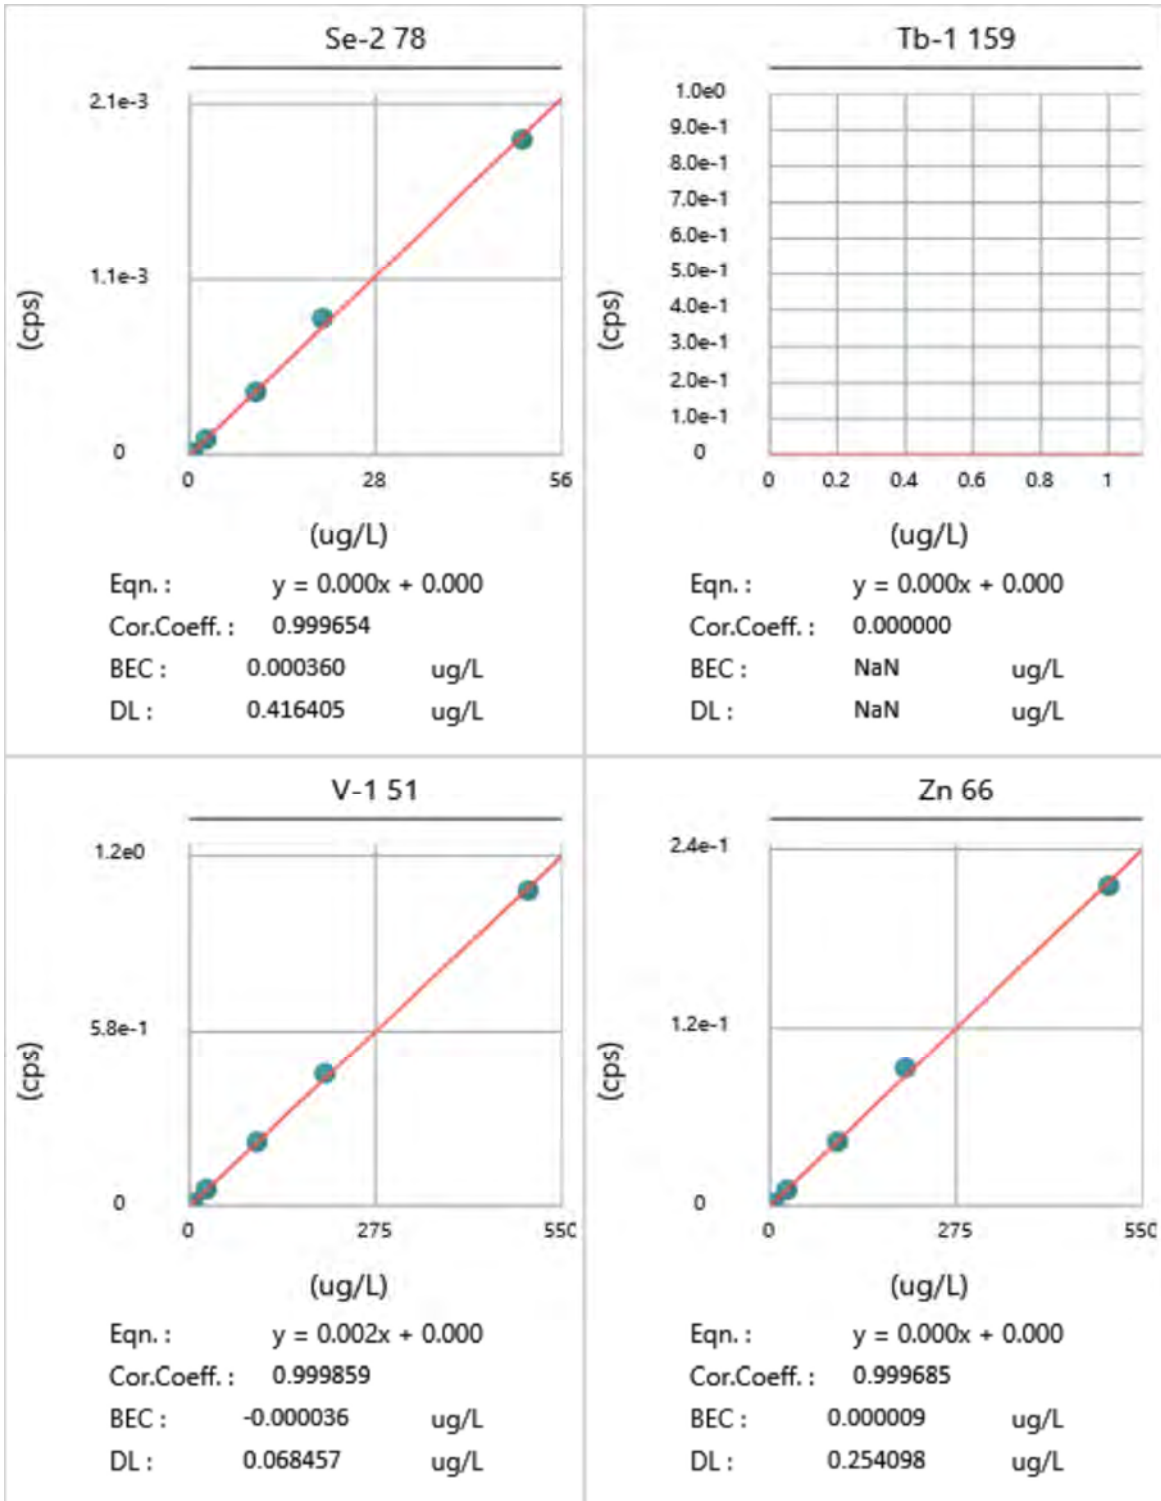 Se-2 78
2.1e-3
1.1e-3
0
(cps)
0 28 56
(ug/L)
Eqn. : y = 0.000x + 0.000
Cor.Coeff. : 0.999654
BEC : 0.000360 ug/L
DL : 0.416405 ug/L
Tb-1 159
1.0e0
9.0e-1
8.0e-1
7.0e-1
6.0e-1
5.0e-1
4.0e-1
3.0e-1
2.0e-1
1.0e-1
0
(cps)
0 0.2 0.4 0.6 0.8 1
(ug/L)
Eqn. : y = 0.000x + 0.000
Cor.Coeff. : 0.000000
BEC : NaN ug/L
DL : NaN ug/L
V-1 51
1.2e0
5.8e-1
0
(cps)
0 275 550
(ug/L)
Eqn. : y = 0.002x + 0.000
Cor.Coeff. : 0.999859
BEC : -0.000036 ug/L
DL : 0.068457 ug/L
Zn 66
2.4e-1
1.2e-1
0
(cps)
0 275 550
(ug/L)
Eqn. : y = 0.000x + 0.000
Cor.Coeff. : 0.999685
BEC : 0.000009 ug/L
DL : 0.254098 ug/L